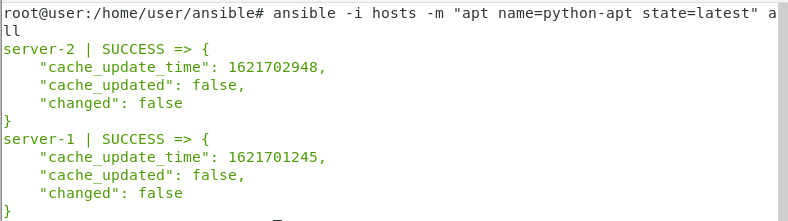 root@user:/home/user/ansible# ansible -i hosts -m "apt name=python-apt state=latest" a
ll
server-2 | SUCCESS => {
    "cache_update_time": 1621702948,
    "cache_updated": false,
    "changed": false
}
server-1 | SUCCESS => {
    "cache_update_time": 1621701245,
    "cache_updated": false,
    "changed": false
}